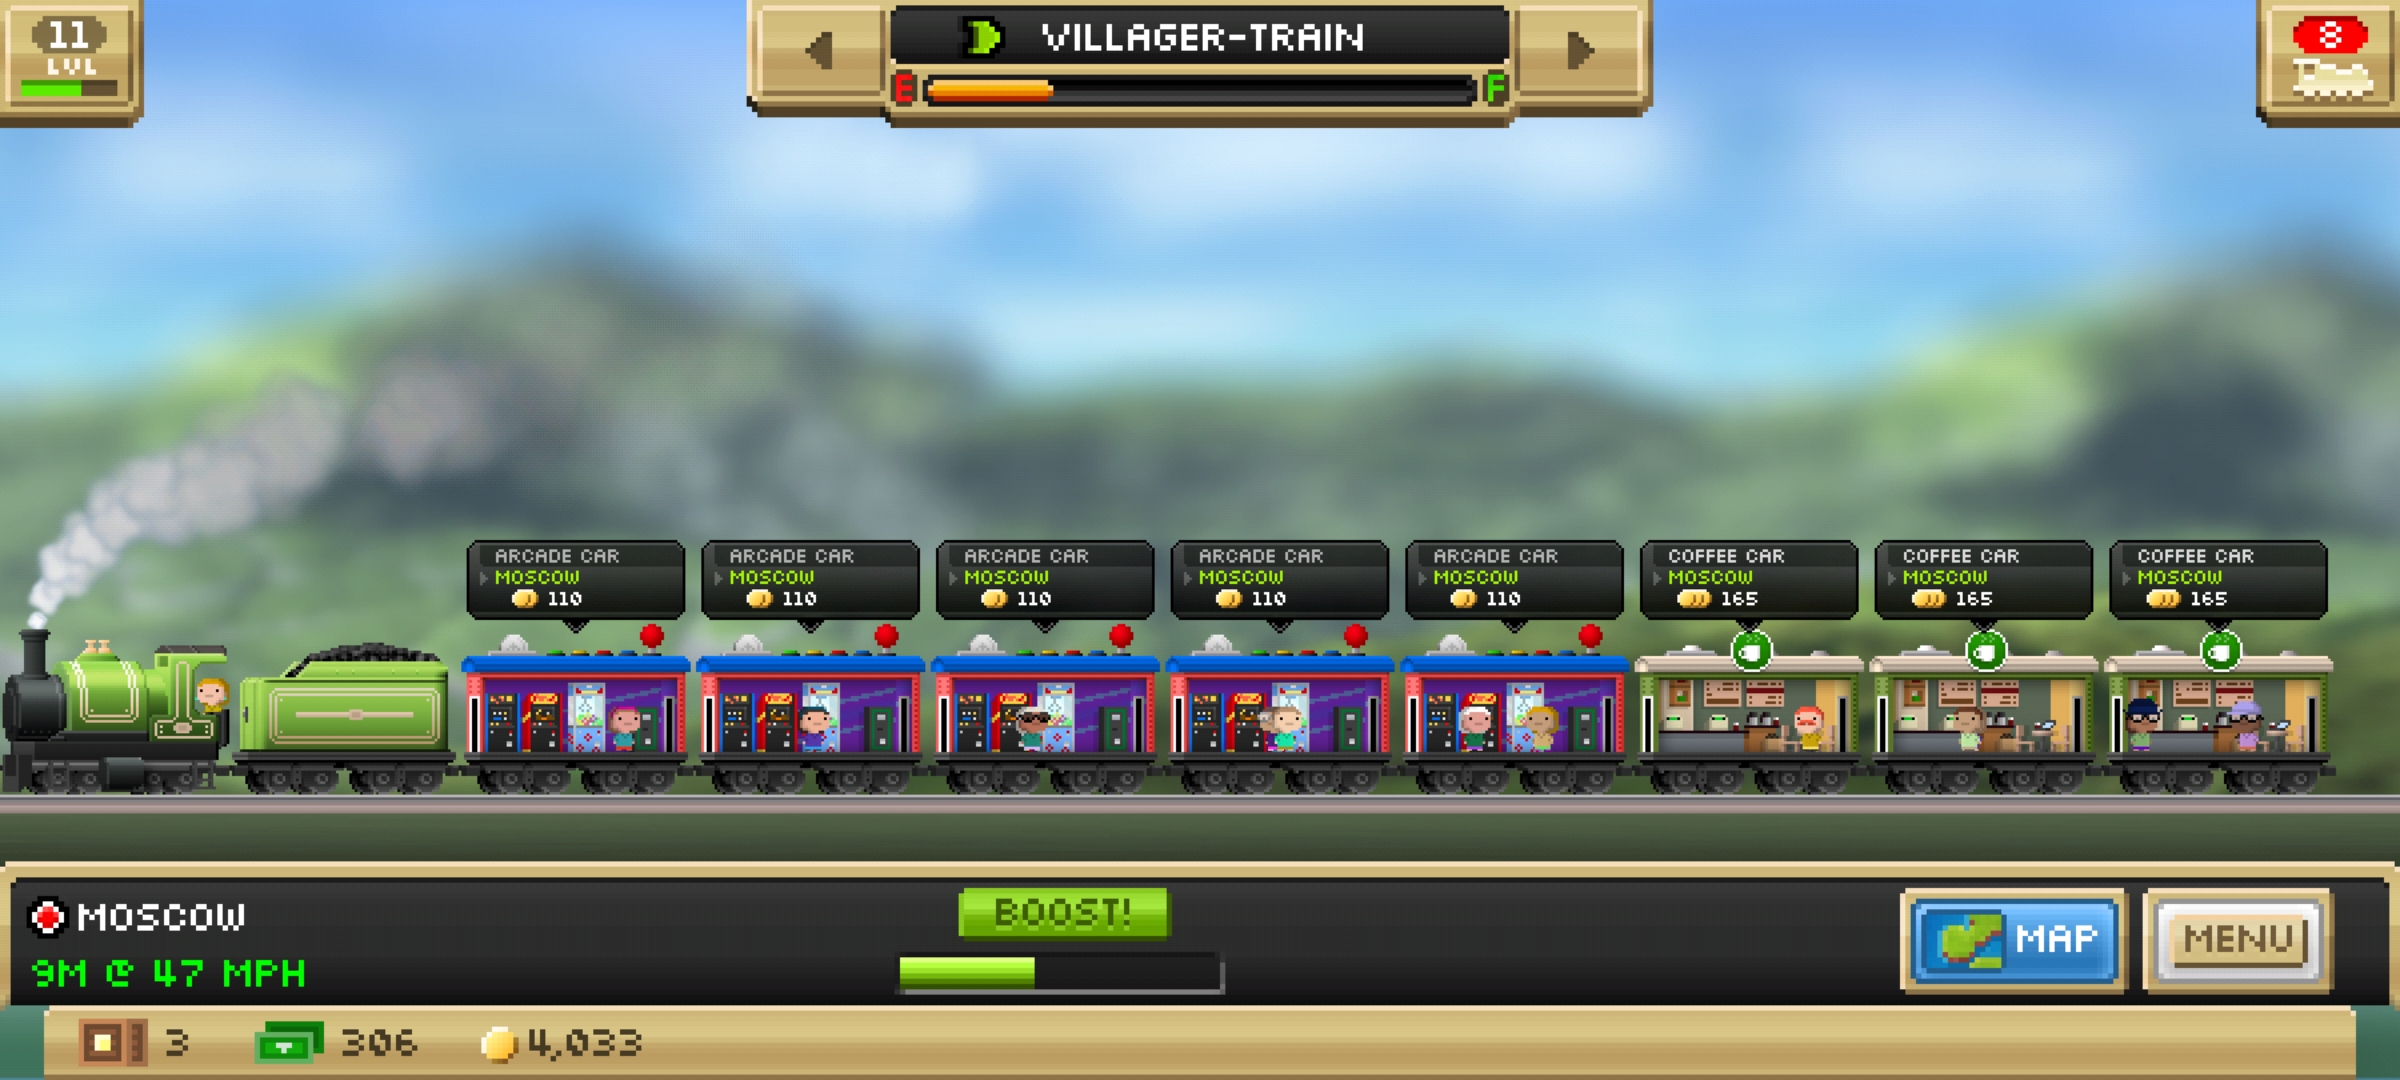 11
LVL
VILLAGER-TRAIN
E F
8
ARCADE CAR
MOSCOW
110
ARCADE CAR
MOSCOW
110
ARCADE CAR
MOSCOW
110
ARCADE CAR
MOSCOW
110
ARCADE CAR
MOSCOW
110
COFFEE CAR
MOSCOW
165
COFFEE CAR
MOSCOW
165
COFFEE CAR
MOSCOW
165
MOSCOW
9M @ 47 MPH
BOOST!
MAP
MENU
3 306 4,033